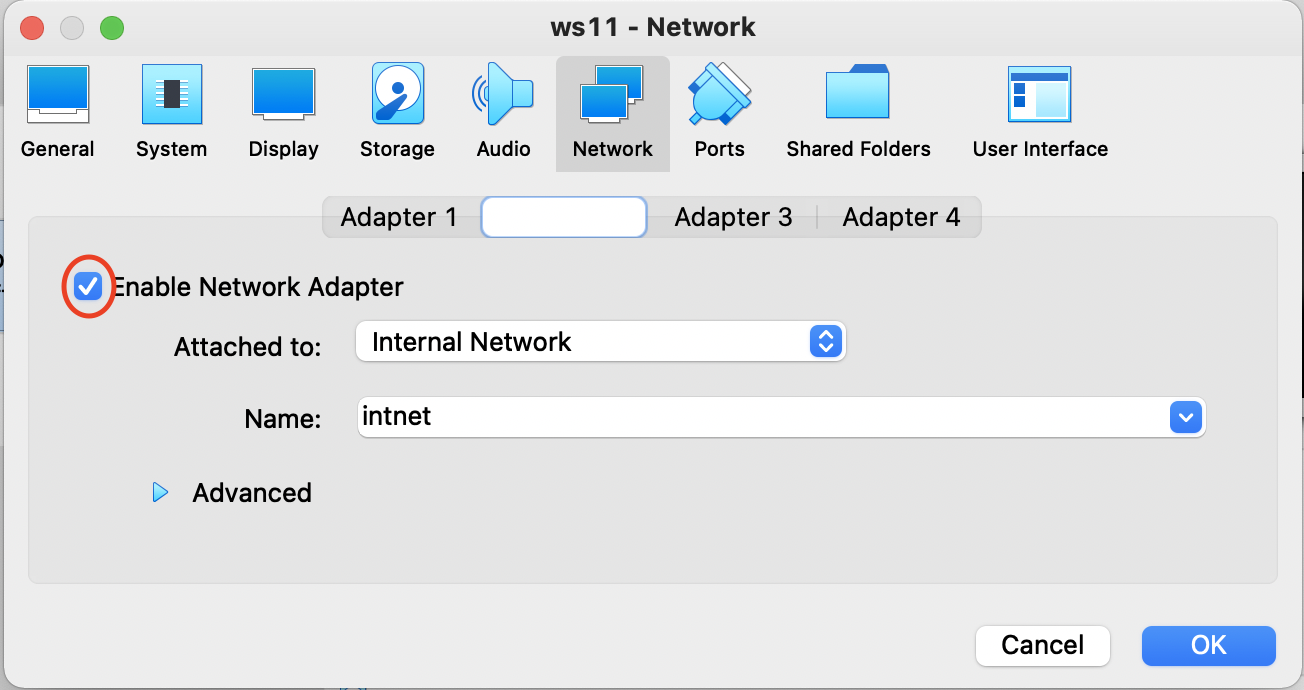 ws11 - Network
General System Display Storage Audio Network Ports Shared Folders User Interface
Adapter 1 Adapter 3 Adapter 4
Enable Network Adapter
Attached to: Internal Network
Name: intnet
Advanced
Cancel OK